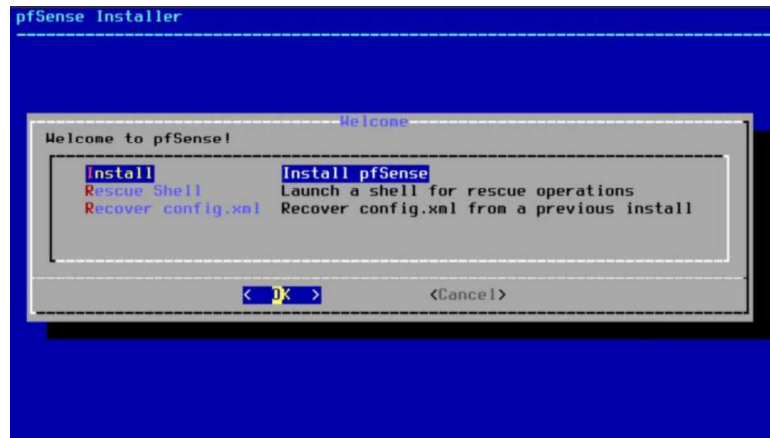 pfSense Installer
Welcome
Welcome to pfSense!
Install Install pfSense
Rescue Shell Launch a shell for rescue operations
Recover config.xml Recover config.xml from a previous install
< OK > <Cancel>